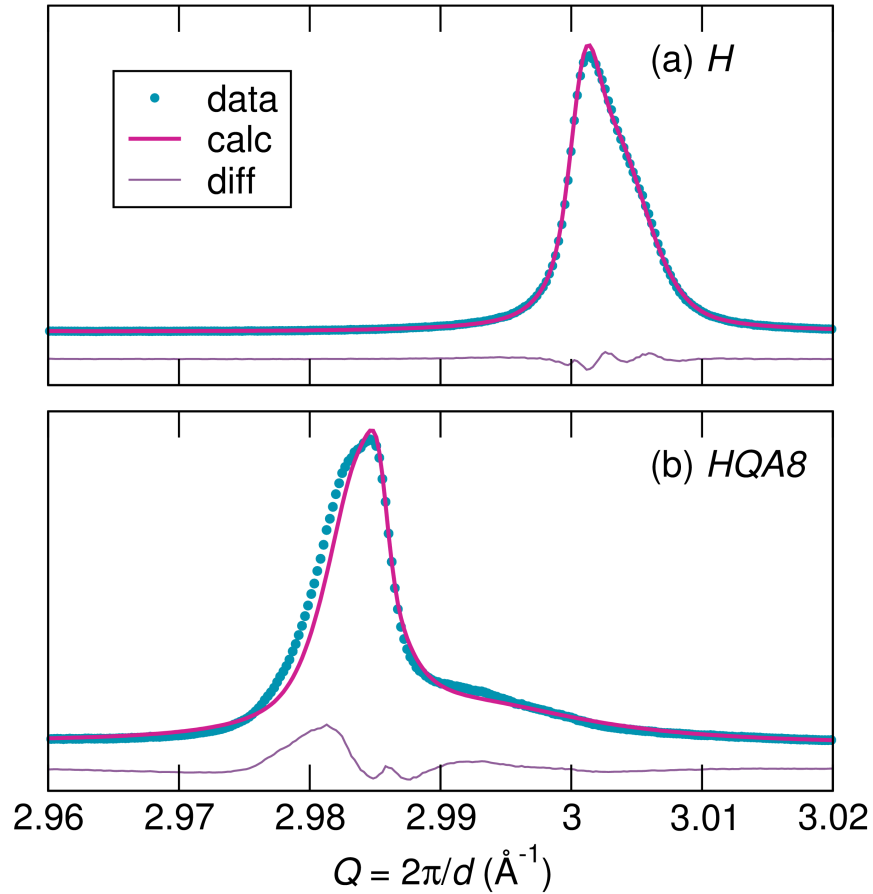 (a) H
data
calc
diff
(b) HQA8
2.96 2.97 2.98 2.99 3 3.01 3.02
Q = 2π/d (Å⁻¹)